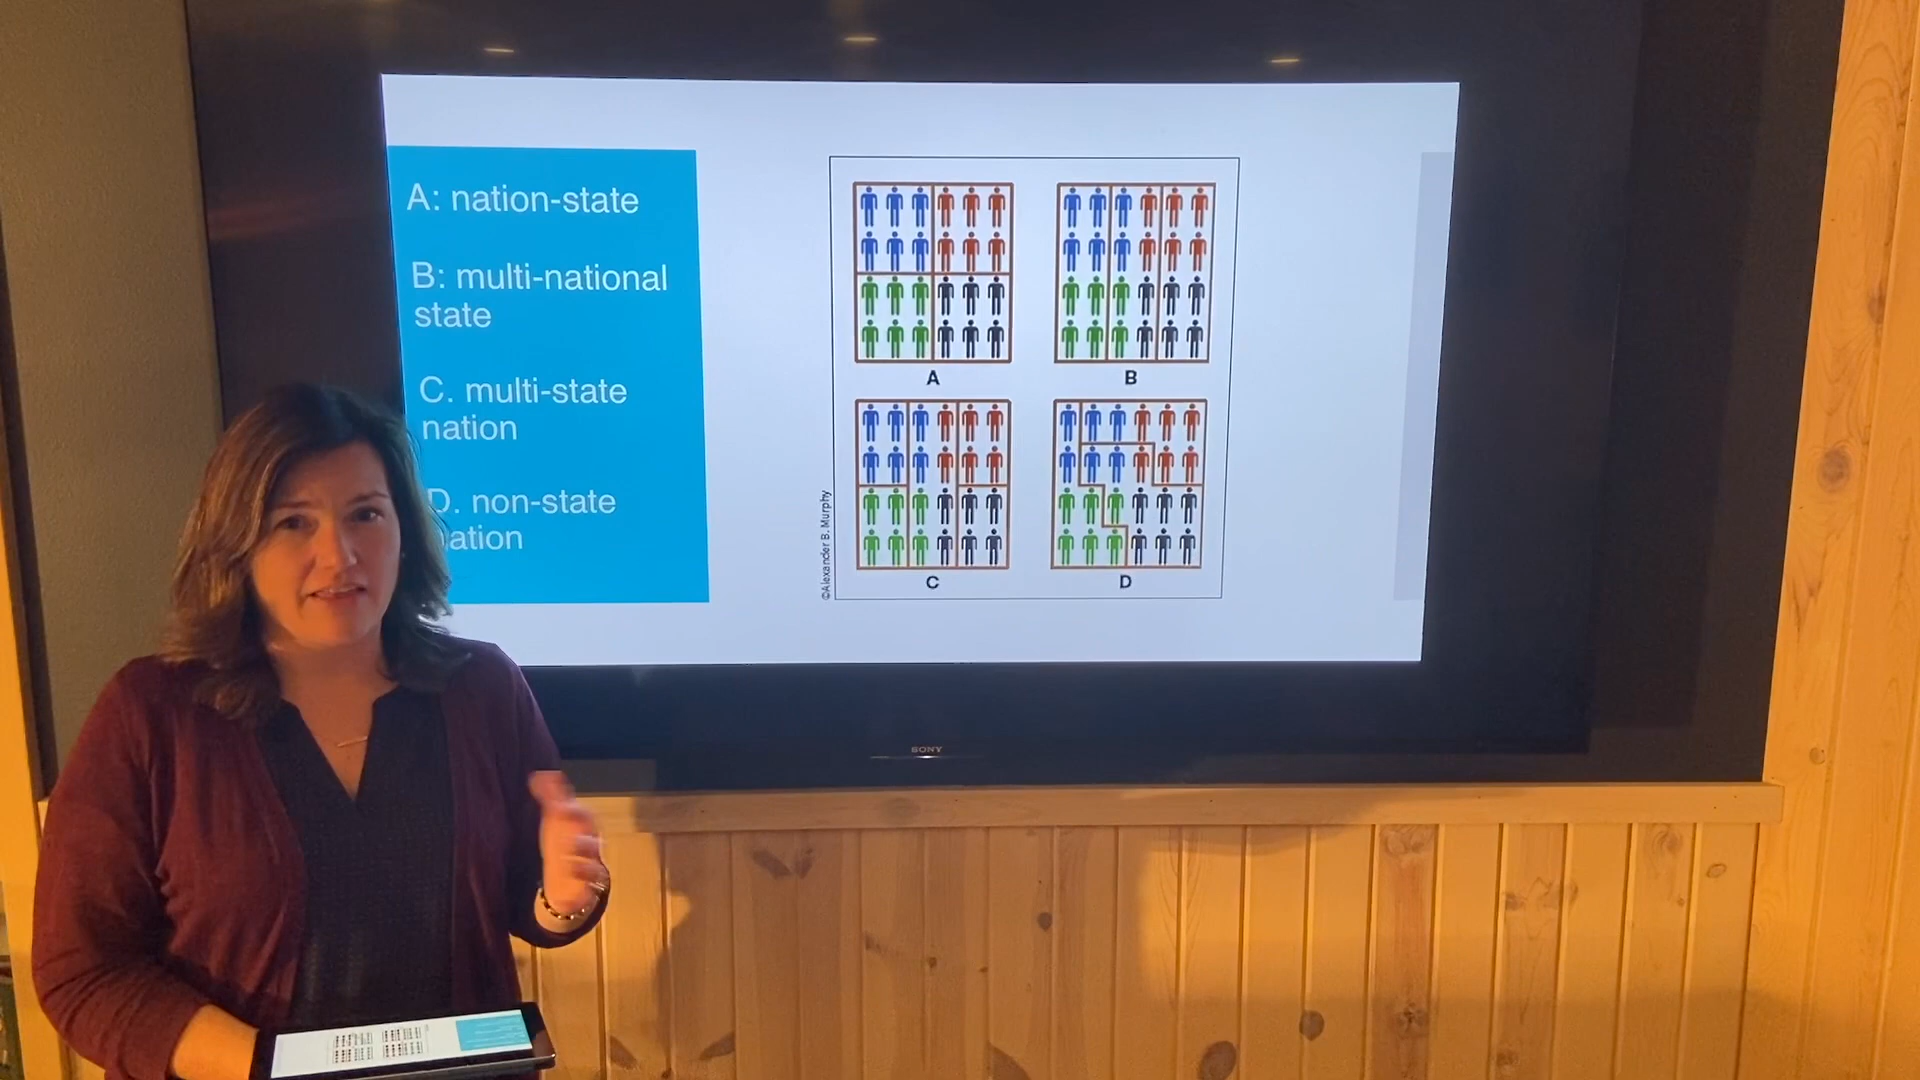 A: nation-state
B: multi-national
state
C. multi-state
nation
D. non-state
ation
A
B
C
D
©Alexander B. Murphy
SONY